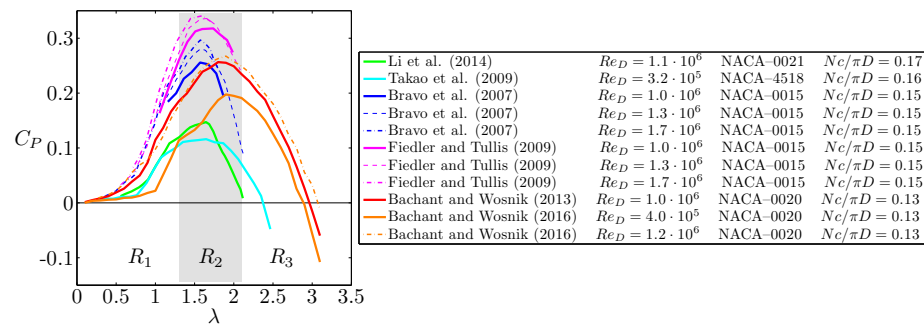 0.3
0.2
C_P
0.1
0
-0.1
R_1 R_2 R_3
0 0.5 1 1.5 2 2.5 3 3.5
λ
Li et al. (2014) Re_D = 1.1 · 10^6 NACA–0021 Nc/πD = 0.17
Takao et al. (2009) Re_D = 3.2 · 10^5 NACA–4518 Nc/πD = 0.16
Bravo et al. (2007) Re_D = 1.0 · 10^6 NACA–0015 Nc/πD = 0.15
Bravo et al. (2007) Re_D = 1.3 · 10^6 NACA–0015 Nc/πD = 0.15
Bravo et al. (2007) Re_D = 1.7 · 10^6 NACA–0015 Nc/πD = 0.15
Fiedler and Tullis (2009) Re_D = 1.0 · 10^6 NACA–0015 Nc/πD = 0.15
Fiedler and Tullis (2009) Re_D = 1.3 · 10^6 NACA–0015 Nc/πD = 0.15
Fiedler and Tullis (2009) Re_D = 1.7 · 10^6 NACA–0015 Nc/πD = 0.15
Bachant and Wosnik (2013) Re_D = 1.0 · 10^6 NACA–0020 Nc/πD = 0.13
Bachant and Wosnik (2016) Re_D = 4.0 · 10^5 NACA–0020 Nc/πD = 0.13
Bachant and Wosnik (2016) Re_D = 1.2 · 10^6 NACA–0020 Nc/πD = 0.13